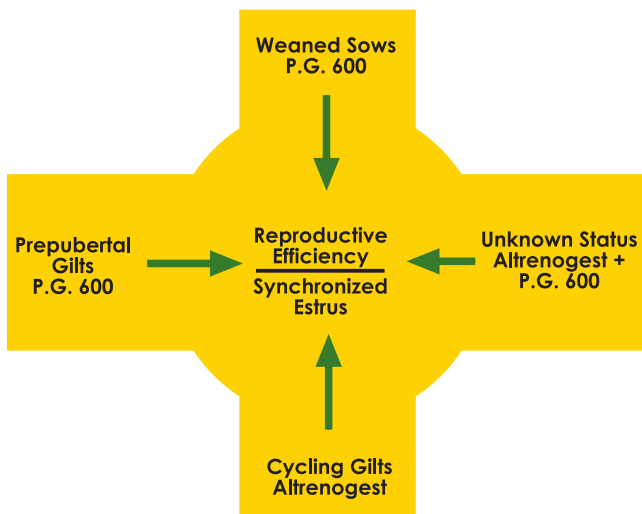 Weaned Sows
P.G. 600
Prepubertal
Gilts
P.G. 600
Reproductive
Efficiency
Synchronized
Estrus
Unknown Status
Altrenogest +
P.G. 600
Cycling Gilts
Altrenogest